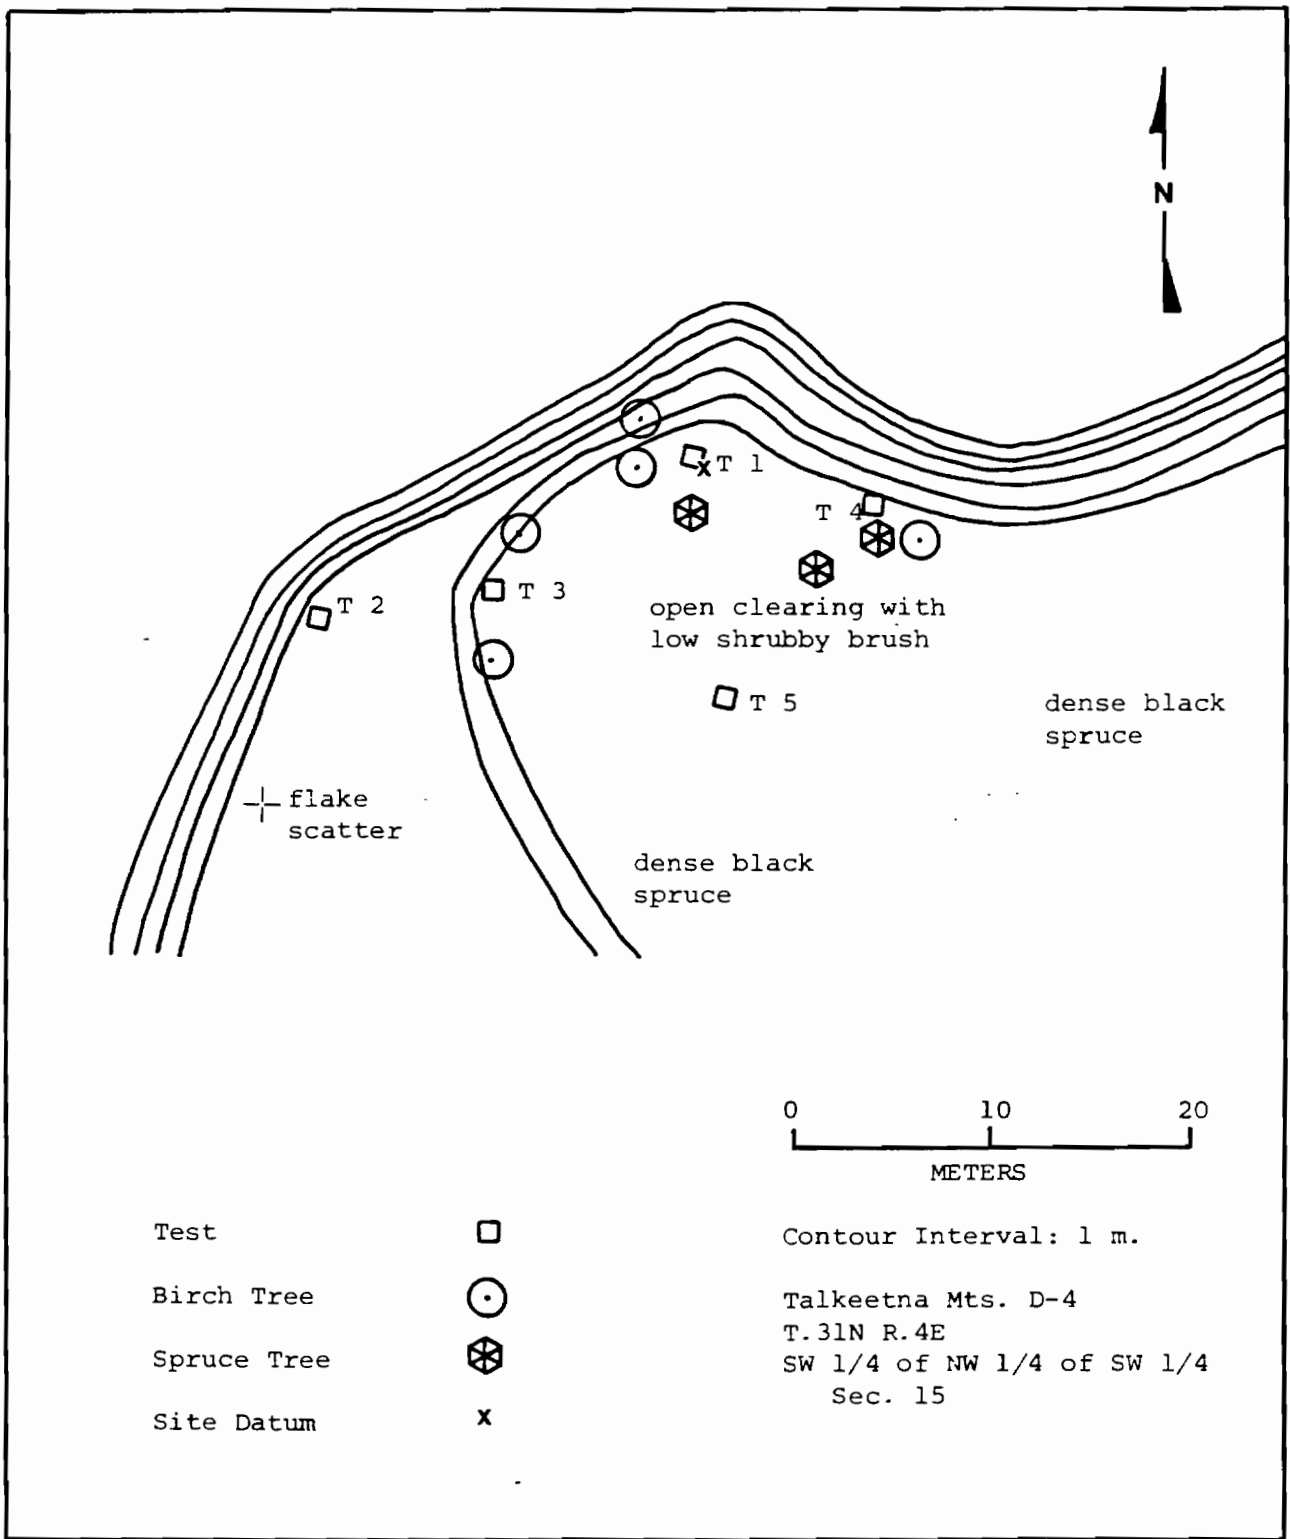 N
x T 1
T 4
T 2
T 3
open clearing with
low shrubby brush
T 5
dense black
spruce
flake
scatter
dense black
spruce
0 10 20
METERS
Test
Birch Tree
Spruce Tree
Site Datum x
Contour Interval: 1 m.
Talkeetna Mts. D-4
T.31N R.4E
SW 1/4 of NW 1/4 of SW 1/4
Sec. 15